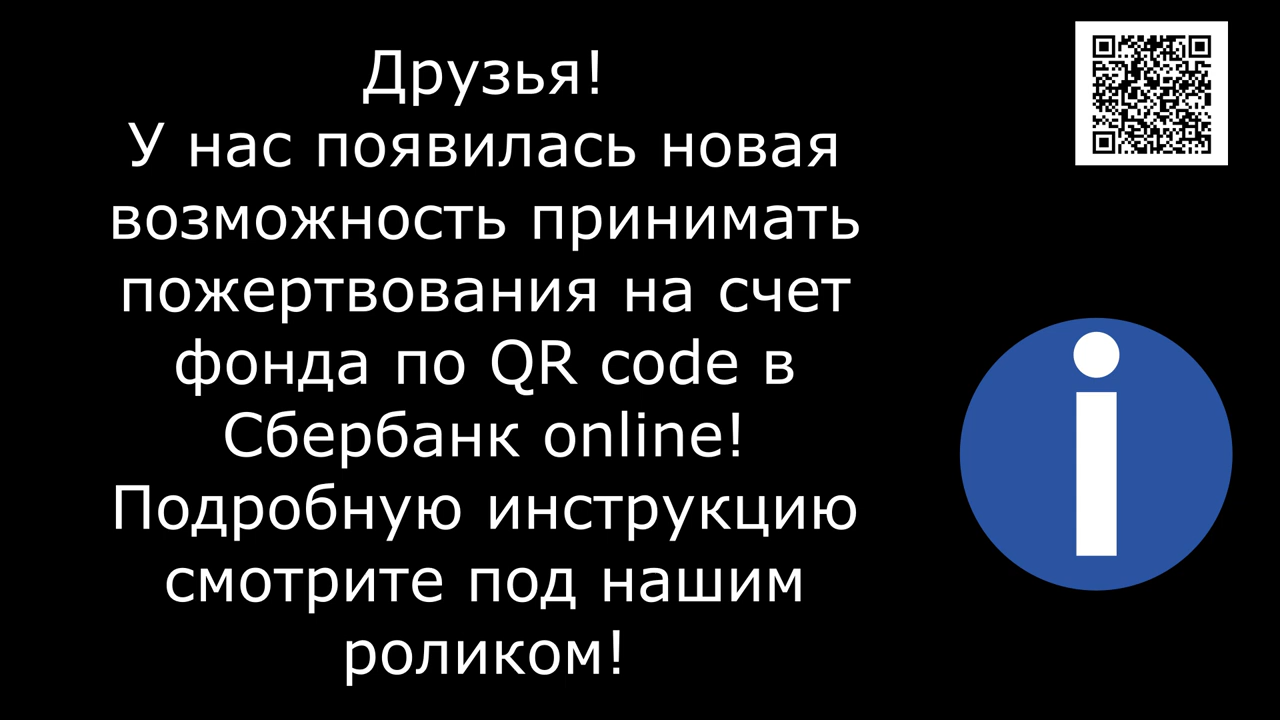 Друзья!
У нас появилась новая
возможность принимать
пожертвования на счет
фонда по QR code в
Сбербанк online!
Подробную инструкцию
смотрите под нашим
роликом!